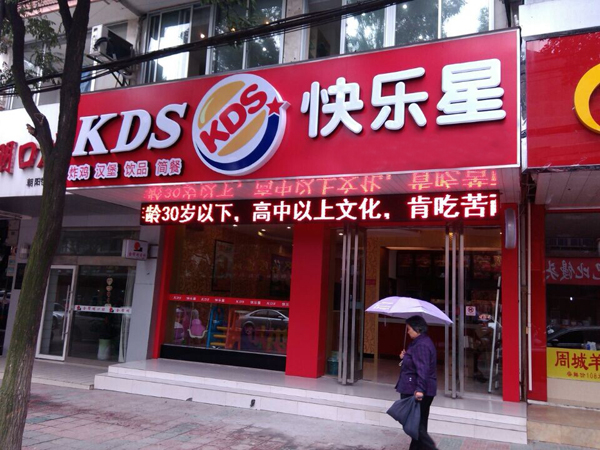 KDS
KDS
快乐星
炸鸡 汉堡 饮品 简餐
龄30岁以下，高中以上文化，肯吃苦
周城羊